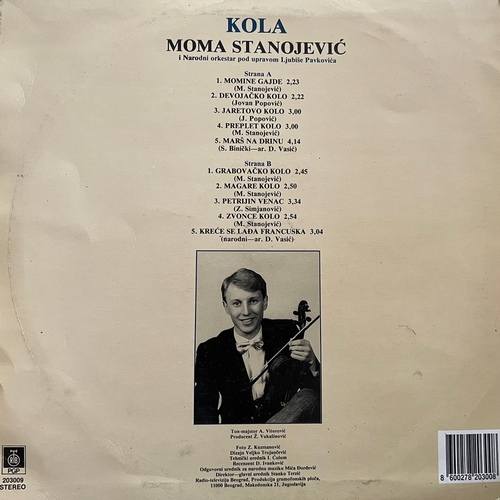 KOLA
MOMA STANOJEVIĆ
i Narodni orkestar pod upravom Ljubiše Pavkovića
Strana A
1. MOMINE GAJDE 2,23
(M. Stanojević)
2. DEVOJAČKO KOLO 2,22
(Jovan Popović)
3. JARETOVO KOLO 3,00
(J. Popović)
4. PREPLET KOLO 3,00
(M. Stanojević)
5. MARŠ NA DRINU 4,14
(S. Binički—ar. D. Vasić)
Strana B
1. GRABOVAČKO KOLO 2,45
(M. Stanojević)
2. MAGARE KOLO 2,50
(M. Stanojević)
3. PETRIJIN VENAC 3,34
(Z. Simjanović)
4. ZVONCE KOLO 2,54
(M. Stanojević)
5. KREĆE SE LAĐA FRANCUSKA 3,04
(narodni—ar. D. Vasić)
Ton-majstor A.
Producent Ž. Vukašinović
Foto Z. Kuzmanović
Dizajn Veljko Trojančević
Tehnički urednik I. Ćulum
Recenzent D. Ivanković
Odgovorni urednik za narodnu muziku Mića Đorđević
Direktor—glavni urednik Stanko Terzić
Radio-televizija Beograd, Produkcija gramofonskih ploča,
11000 Beograd, Makedonska 21, Jugoslavija
RTB
PGP
203009
STEREO
8 600278 203008